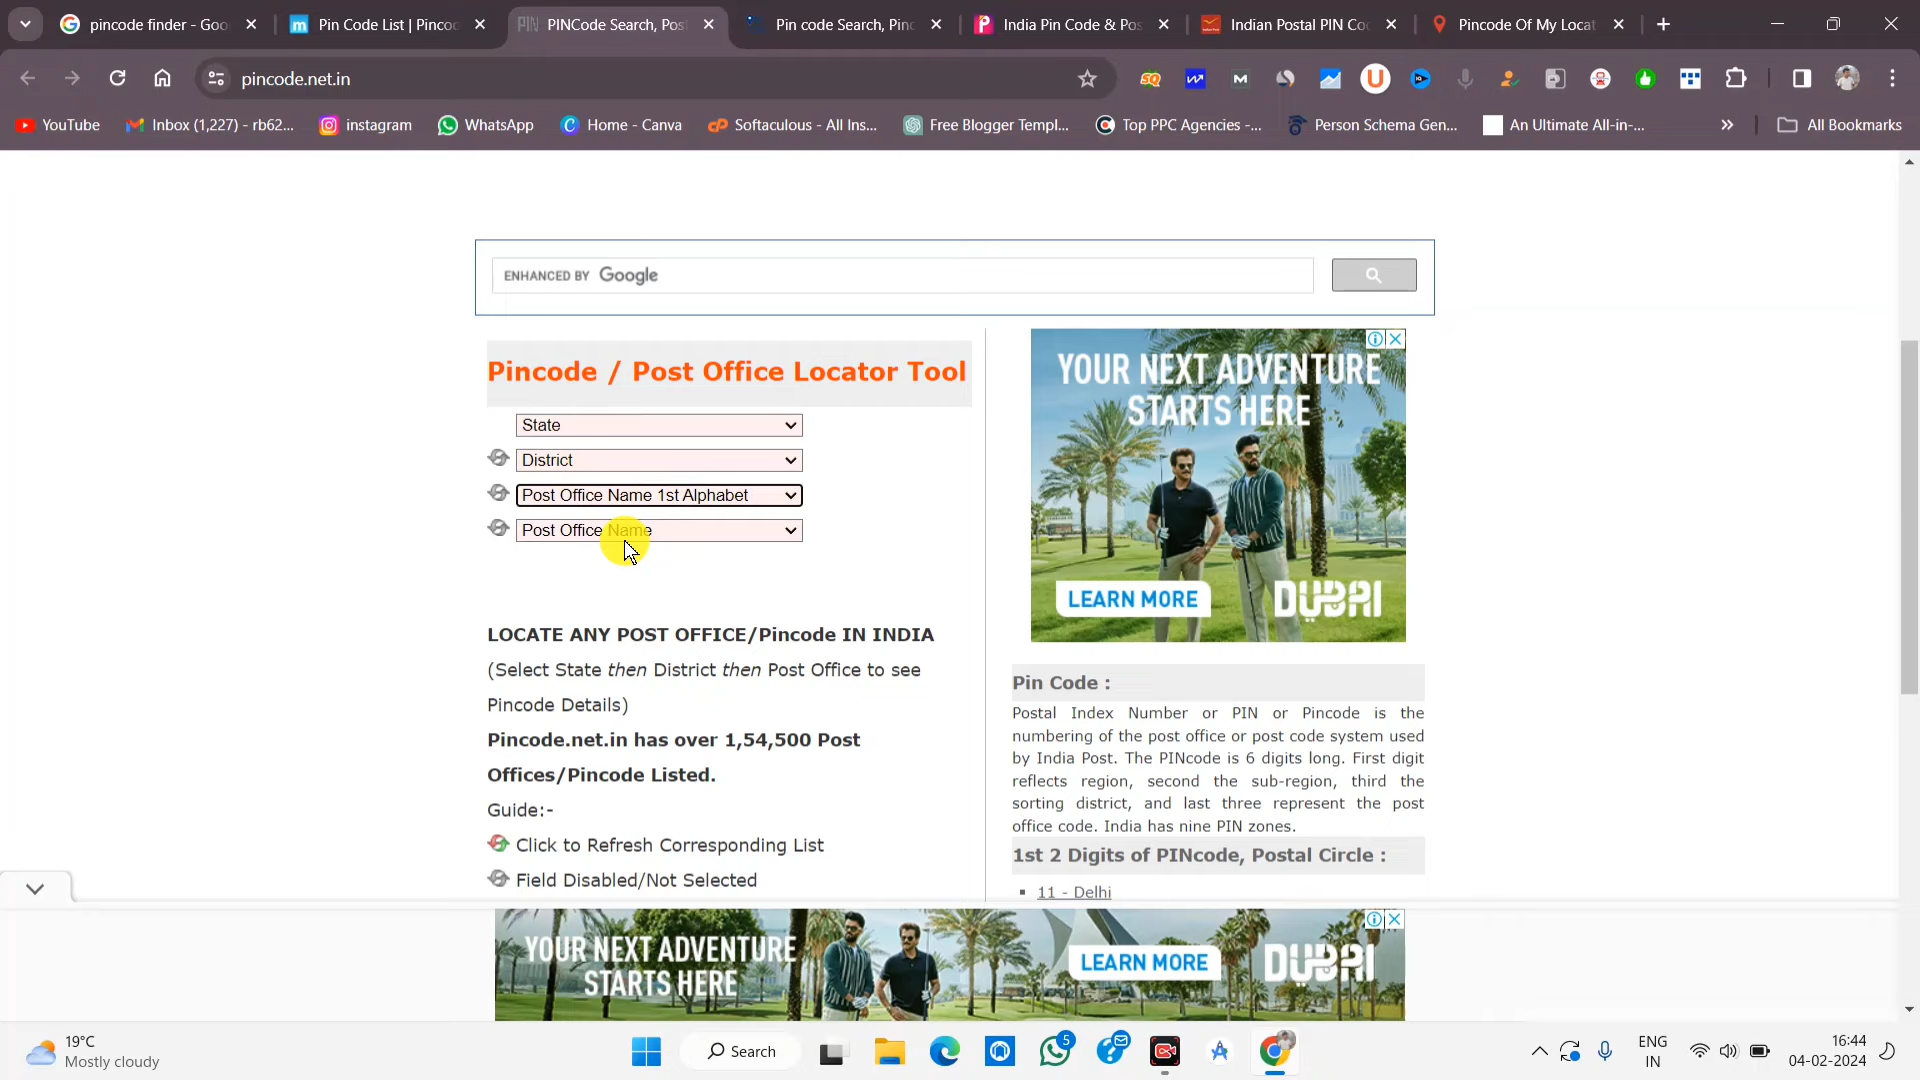 pincode finder - Goo
Pin Code List | Pincod
PINCode Search, Post
Pin code Search, Pinc
India Pin Code & Pos
Indian Postal PIN Co
Pincode Of My Locat
pincode.net.in
YouTube
Inbox (1,227) - rb62...
instagram
WhatsApp
Home - Canva
Softaculous - All Ins...
Free Blogger Templ...
Top PPC Agencies -...
Person Schema Gen...
An Ultimate All-in-...
All Bookmarks
ENHANCED BY Google
Pincode / Post Office Locator Tool
State
District
Post Office Name 1st Alphabet
Post Office Name
LOCATE ANY POST OFFICE/Pincode IN INDIA
(Select State then District then Post Office to see
Pincode Details)
Pincode.net.in has over 1,54,500 Post
Offices/Pincode Listed.
Guide:-
Click to Refresh Corresponding List
Field Disabled/Not Selected
YOUR NEXT ADVENTURE
STARTS HERE
LEARN MORE
DUBAI
Pin Code :
Postal Index Number or PIN or Pincode is the
numbering of the post office or post code system used
by India Post. The PINcode is 6 digits long. First digit
reflects region, second the sub-region, third the
sorting district, and last three represent the post
office code. India has nine PIN zones.
1st 2 Digits of PINcode, Postal Circle :
11 - Delhi
YOUR NEXT ADVENTURE
STARTS HERE
LEARN MORE
DUBAI
19°C
Mostly cloudy
Search
5
ENG
IN
16:44
04-02-2024